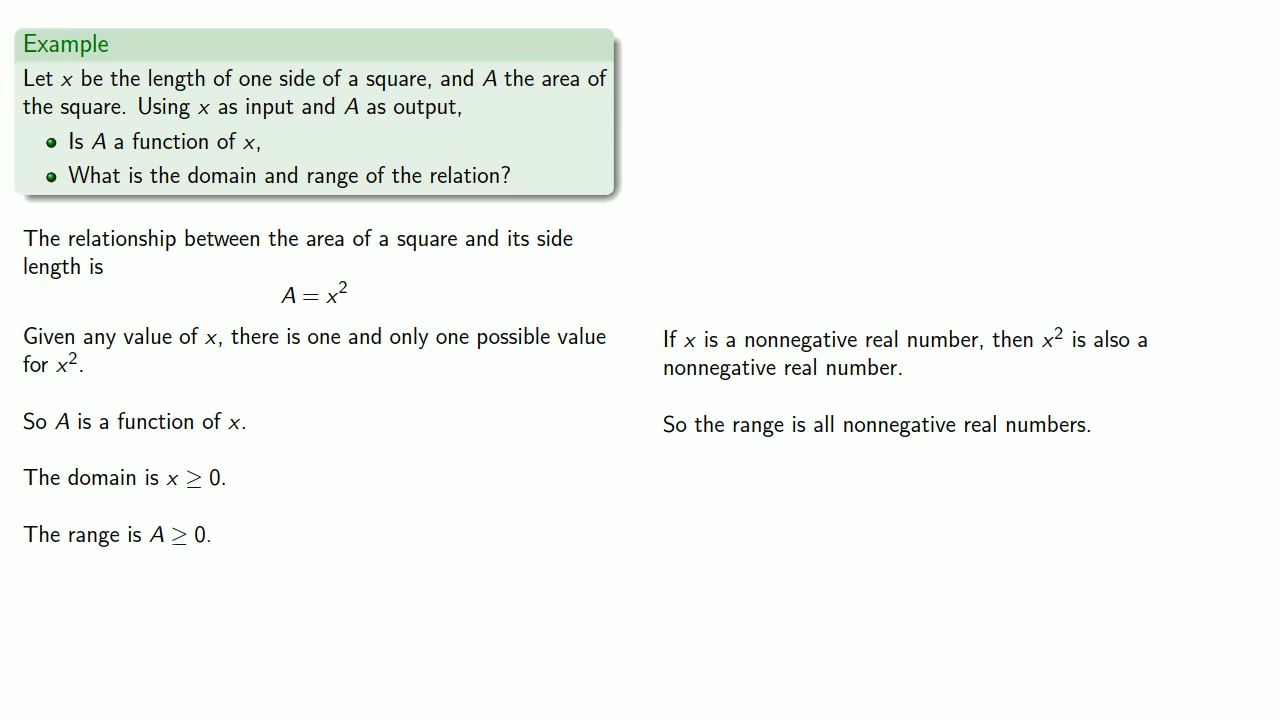 Example
Let x be the length of one side of a square, and A the area of
the square. Using x as input and A as output,
Is A a function of x,
What is the domain and range of the relation?
The relationship between the area of a square and its side
length is
A = x²
Given any value of x, there is one and only one possible value
for x².
So A is a function of x.
The domain is x ≥ 0.
The range is A ≥ 0.
If x is a nonnegative real number, then x² is also a
nonnegative real number.
So the range is all nonnegative real numbers.